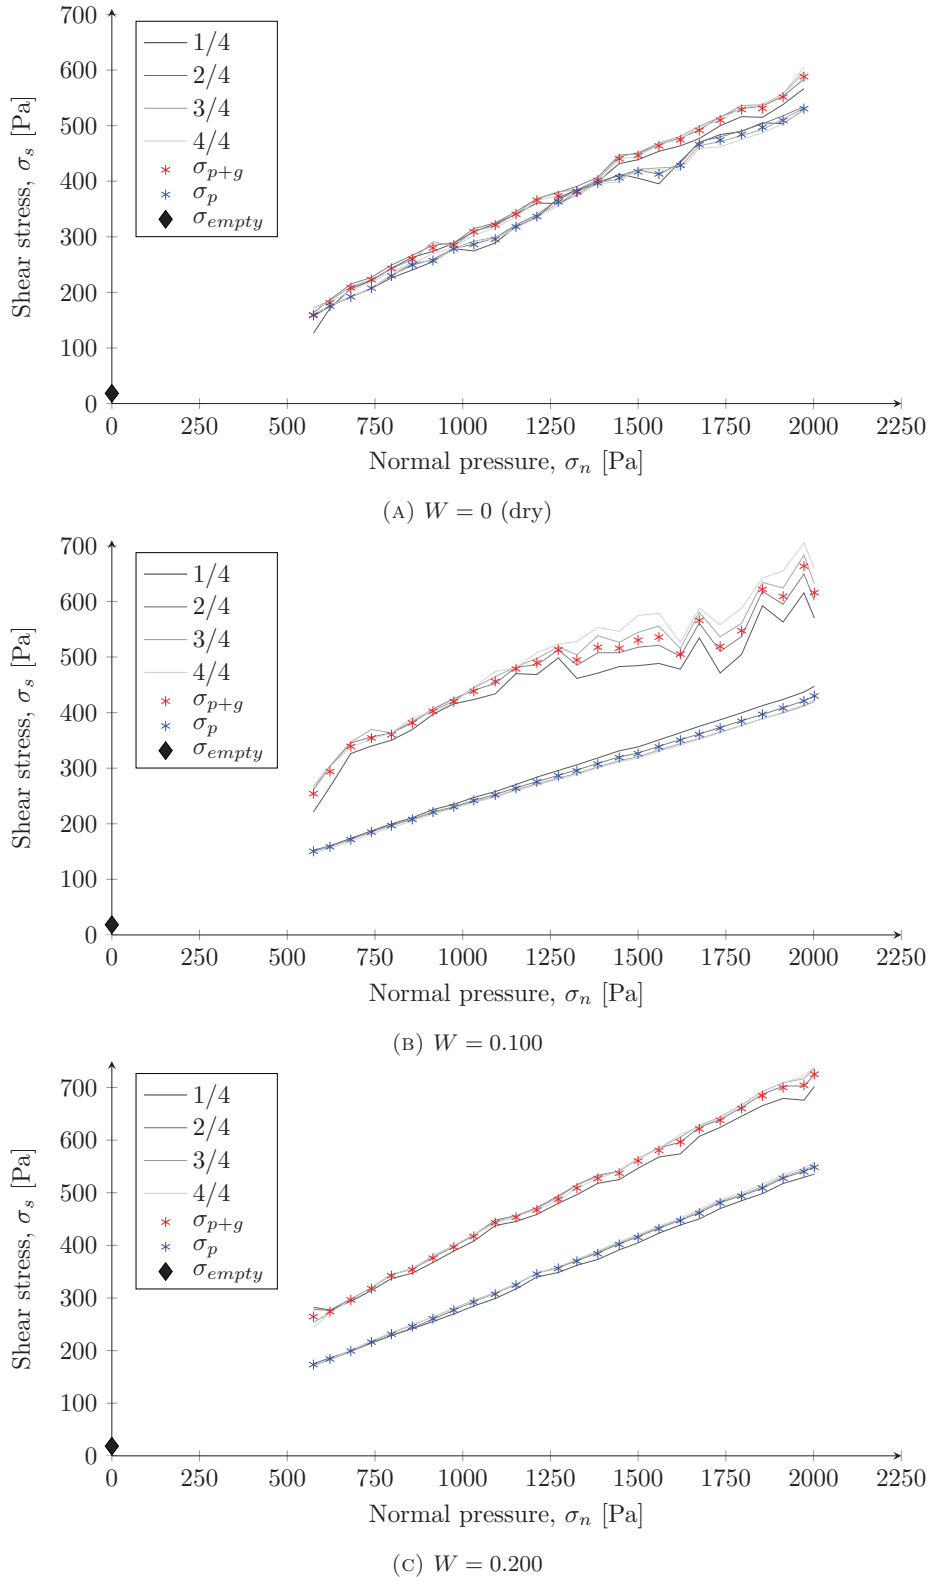 700
600
500
400
300
200
100
0
Shear stress, σₛ [Pa]
1/4
2/4
3/4
4/4
σₚ₊g
σₚ
σempty
0 250 500 750 1000 1250 1500 1750 2000 2250
Normal pressure, σₙ [Pa]
(A) W = 0 (dry)
700
600
500
400
300
200
100
0
Shear stress, σₛ [Pa]
1/4
2/4
3/4
4/4
σₚ₊g
σₚ
σempty
0 250 500 750 1000 1250 1500 1750 2000 2250
Normal pressure, σₙ [Pa]
(B) W = 0.100
700
600
500
400
300
200
100
0
Shear stress, σₛ [Pa]
1/4
2/4
3/4
4/4
σₚ₊g
σₚ
σempty
0 250 500 750 1000 1250 1500 1750 2000 2250
Normal pressure, σₙ [Pa]
(C) W = 0.200